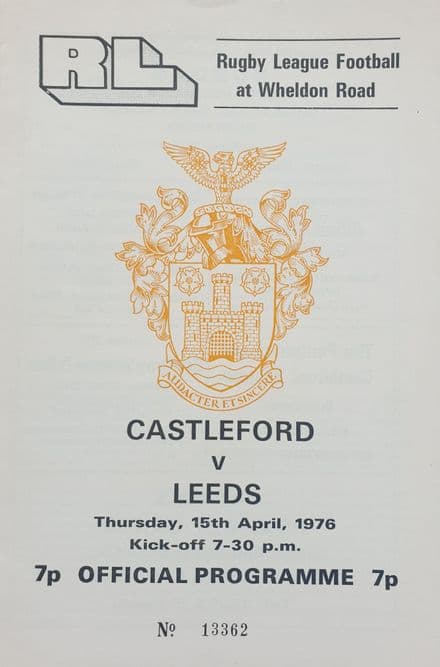 RL
Rugby League Football
at Wheldon Road
AUDACTER ET SINCERE
CASTLEFORD
V
LEEDS
Thursday, 15th April, 1976
Kick-off 7-30 p.m.
7p OFFICIAL PROGRAMME 7p
Nº 13362